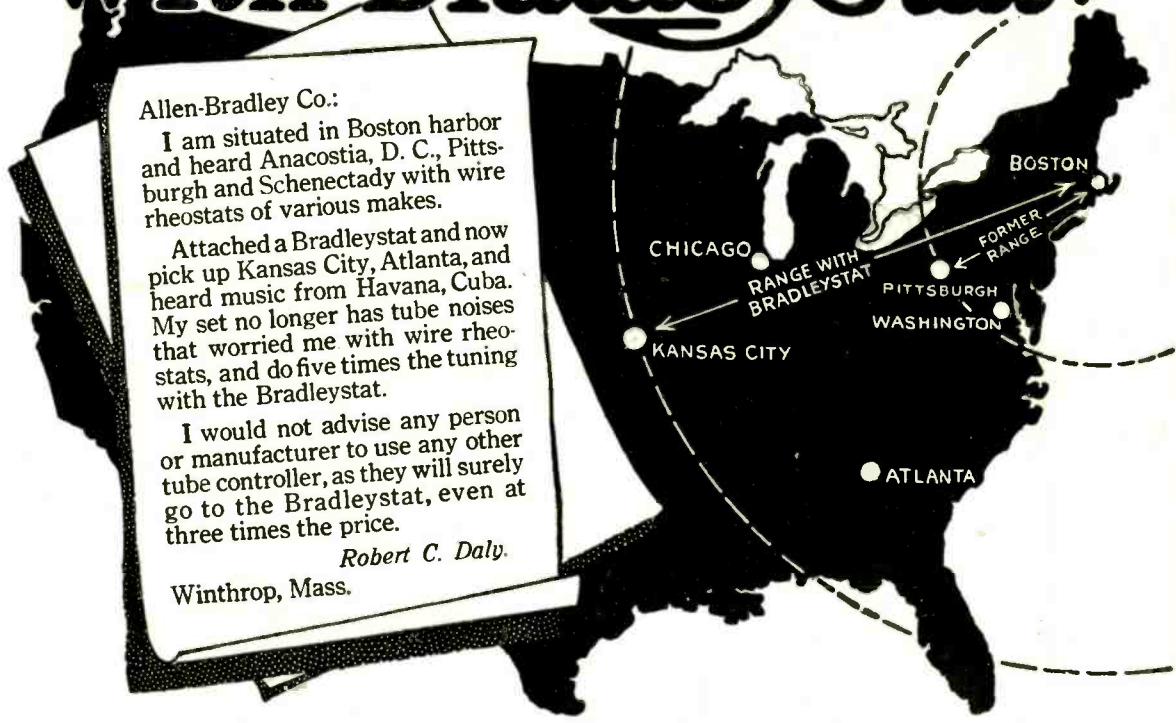 With Bradleystat!
Allen-Bradley Co.:
I am situated in Boston harbor
and heard Anacostia, D. C., Pitts-
burgh and Schenectady with wire
rheostats of various makes.
Attached a Bradleystat and now
pick up Kansas City, Atlanta, and
heard music from Havana, Cuba.
My set no longer has tube noises
that worried me with wire rheo-
stats, and do five times the tuning
with the Bradleystat.
I would not advise any person
or manufacturer to use any other
tube controller, as they will surely
go to the Bradleystat, even at
three times the price.
Robert C. Daly.
Winthrop, Mass.
BOSTON
FORMER
RANGE
CHICAGO
RANGE WITH
BRADLEYSTAT
PITTSBURGH
WASHINGTON
KANSAS CITY
ATLANTA